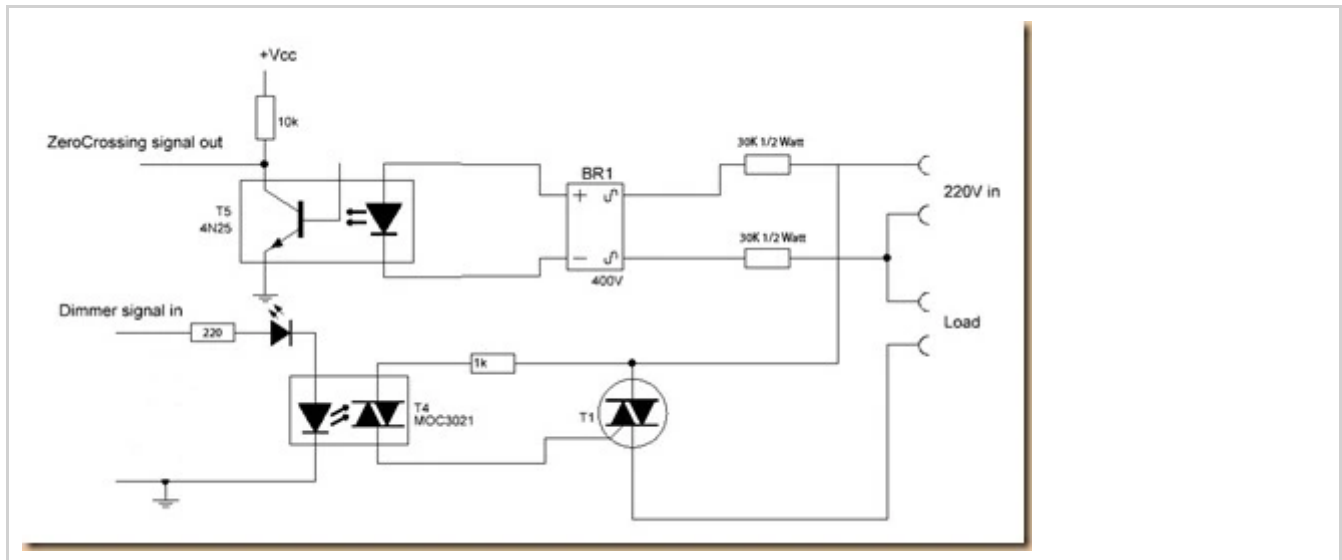 +Vcc
10k
ZeroCrossing signal out
30K 1/2 Watt
BR1
+
−
220V in
T5
4N25
30K 1/2 Watt
400V
Dimmer signal in
220
Load
1k
T4
MOC3021
T1